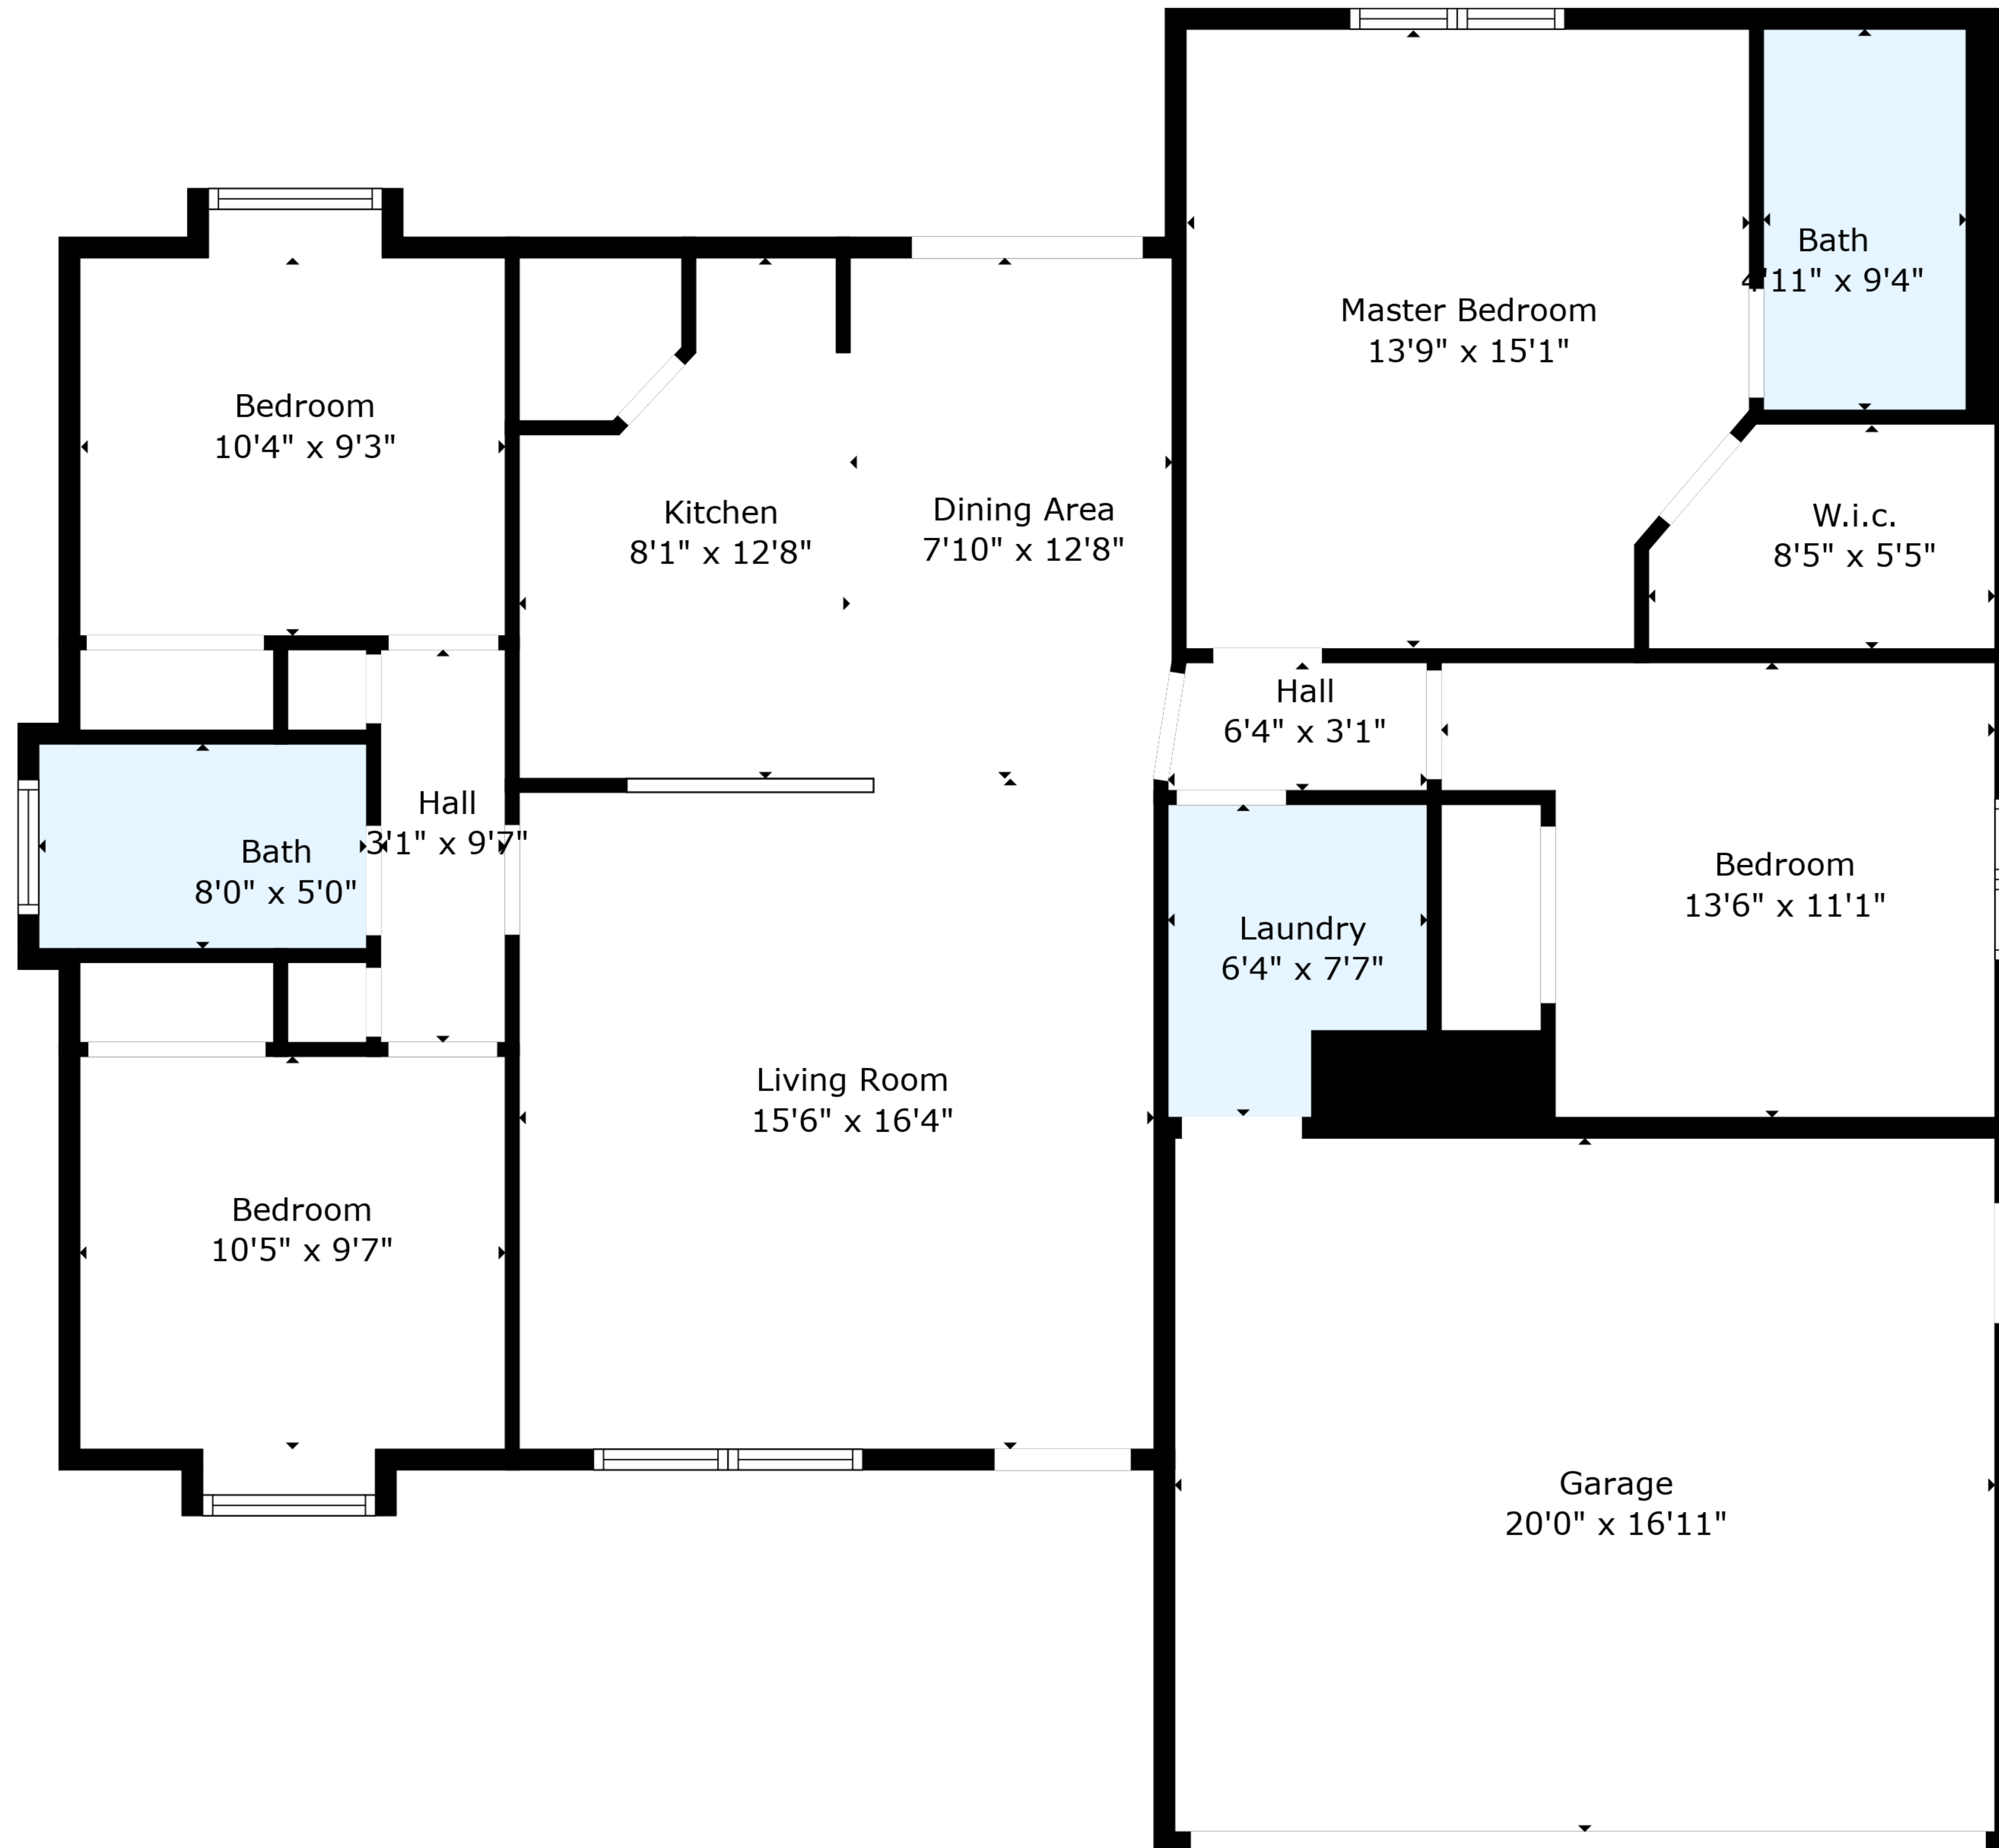 Bath
4'11" x 9'4"
Master Bedroom
13'9" x 15'1"
Bedroom
10'4" x 9'3"
Kitchen
8'1" x 12'8"
Dining Area
7'10" x 12'8"
W.i.c.
8'5" x 5'5"
Hall
6'4" x 3'1"
Hall
3'1" x 9'7"
Bath
8'0" x 5'0"
Bedroom
13'6" x 11'1"
Laundry
6'4" x 7'7"
Living Room
15'6" x 16'4"
Bedroom
10'5" x 9'7"
Garage
20'0" x 16'11"